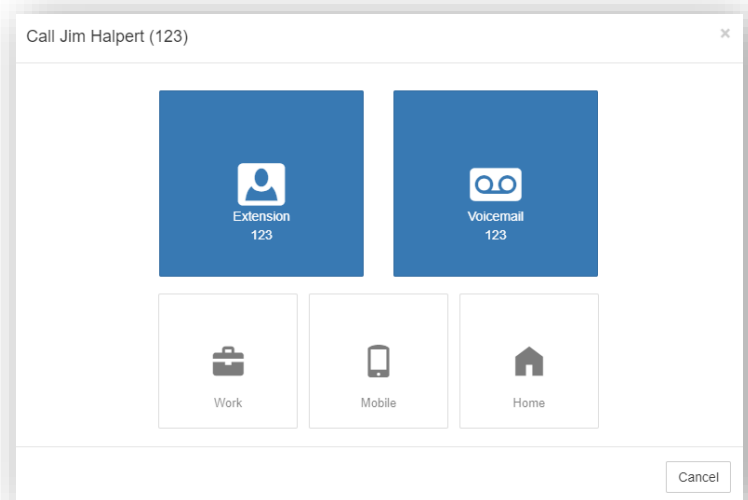 Call Jim Halpert (123)
×
Extension
123
Voicemail
123
Work
Mobile
Home
Cancel